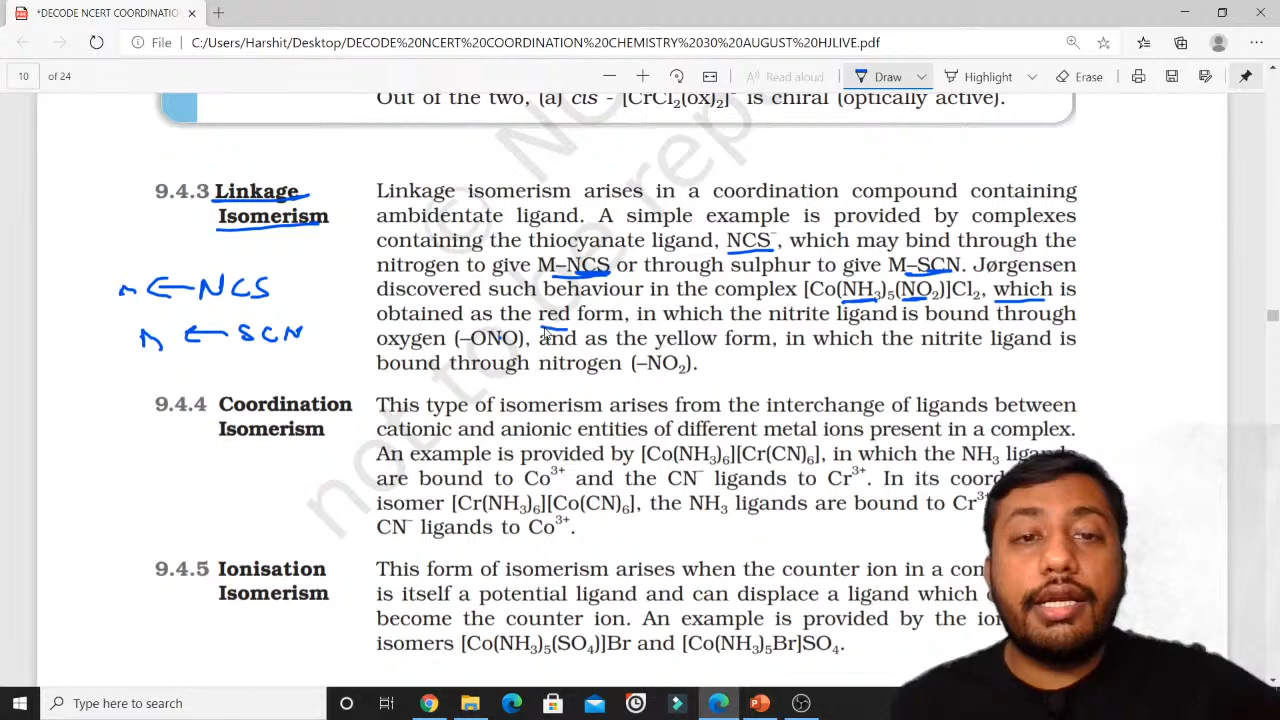 *DECODE NCERT COORDINATIO
File C:/Users/Harshit/Desktop/DECODE%20NCERT%20COORDINATION%20CHEMISTRY%2030%20AUGUST%20HJLIVE.pdf
10 of 24 Read aloud Draw Highlight Erase
Out of the two, (a) cis - [CrCl2(ox)2]– is chiral (optically active).
9.4.3 Linkage
Isomerism
Linkage isomerism arises in a coordination compound containing
ambidentate ligand. A simple example is provided by complexes
containing the thiocyanate ligand, NCS–, which may bind through the
nitrogen to give M–NCS or through sulphur to give M–SCN. Jørgensen
discovered such behaviour in the complex [Co(NH3)5(NO2)]Cl2, which is
obtained as the red form, in which the nitrite ligand is bound through
oxygen (–ONO), and as the yellow form, in which the nitrite ligand is
bound through nitrogen (–NO2).
M ← NCS
M ← SCN
9.4.4 Coordination
Isomerism
This type of isomerism arises from the interchange of ligands between
cationic and anionic entities of different metal ions present in a complex.
An example is provided by [Co(NH3)6][Cr(CN)6], in which the NH3 ligands
are bound to Co3+ and the CN– ligands to Cr3+. In its coord
isomer [Cr(NH3)6][Co(CN)6], the NH3 ligands are bound to Cr3+
CN– ligands to Co3+.
9.4.5 Ionisation
Isomerism
This form of isomerism arises when the counter ion in a con
is itself a potential ligand and can displace a ligand which
become the counter ion. An example is provided by the ion
isomers [Co(NH3)5(SO4)]Br and [Co(NH3)5Br]SO4.
© NC
not to be rep
Type here to search